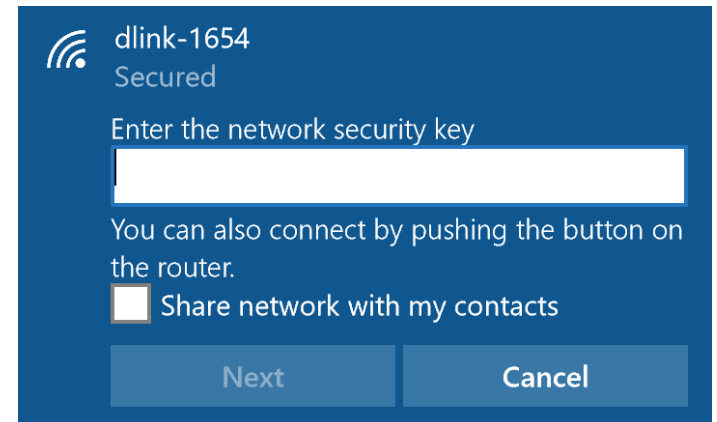 dlink-1654
Secured
Enter the network security key
You can also connect by pushing the button on
the router.
Share network with my contacts
Next
Cancel